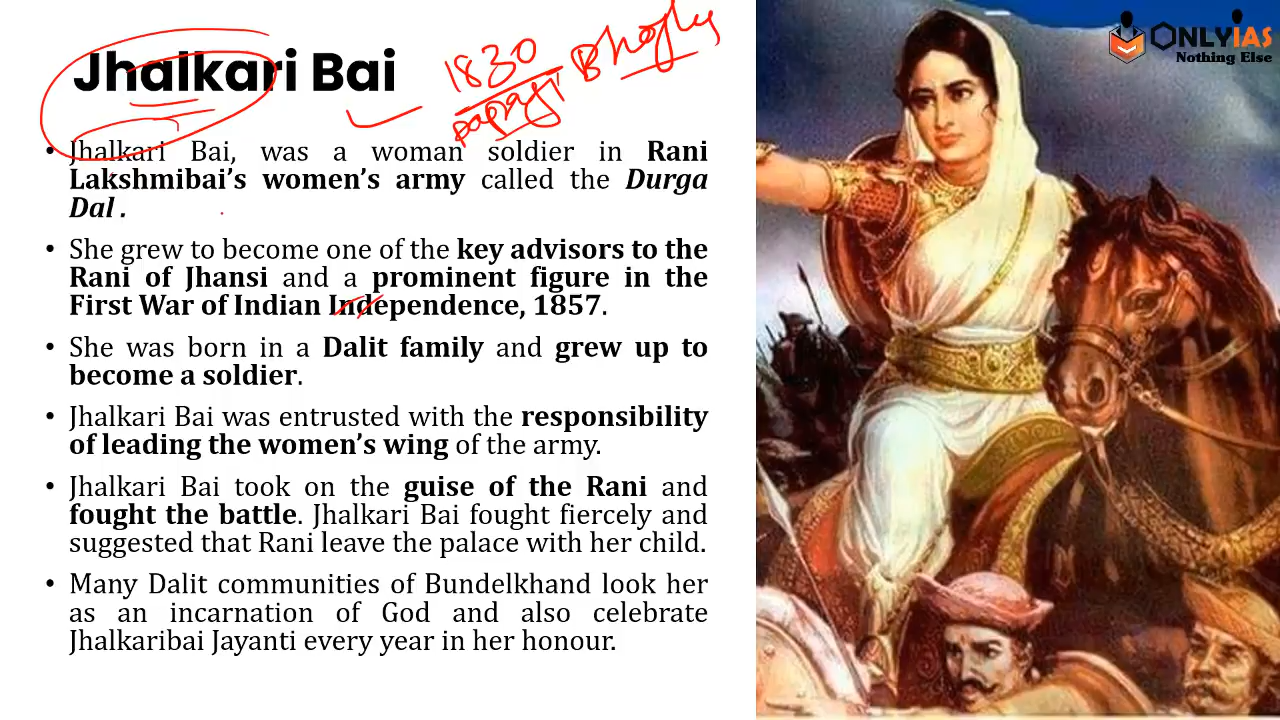 Jhalkari Bai
1830
papaji
ONLYIAS
Nothing Else
• Jhalkari Bai, was a woman soldier in Rani
Lakshmibai’s women’s army called the Durga
Dal .
• She grew to become one of the key advisors to the
Rani of Jhansi and a prominent figure in the
First War of Indian Independence, 1857.
• She was born in a Dalit family and grew up to
become a soldier.
• Jhalkari Bai was entrusted with the responsibility
of leading the women’s wing of the army.
• Jhalkari Bai took on the guise of the Rani and
fought the battle. Jhalkari Bai fought fiercely and
suggested that Rani leave the palace with her child.
• Many Dalit communities of Bundelkhand look her
as an incarnation of God and also celebrate
Jhalkaribai Jayanti every year in her honour.